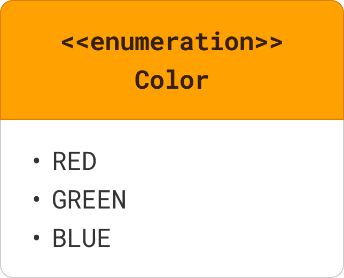 <<enumeration>>
Color
• RED
• GREEN
• BLUE